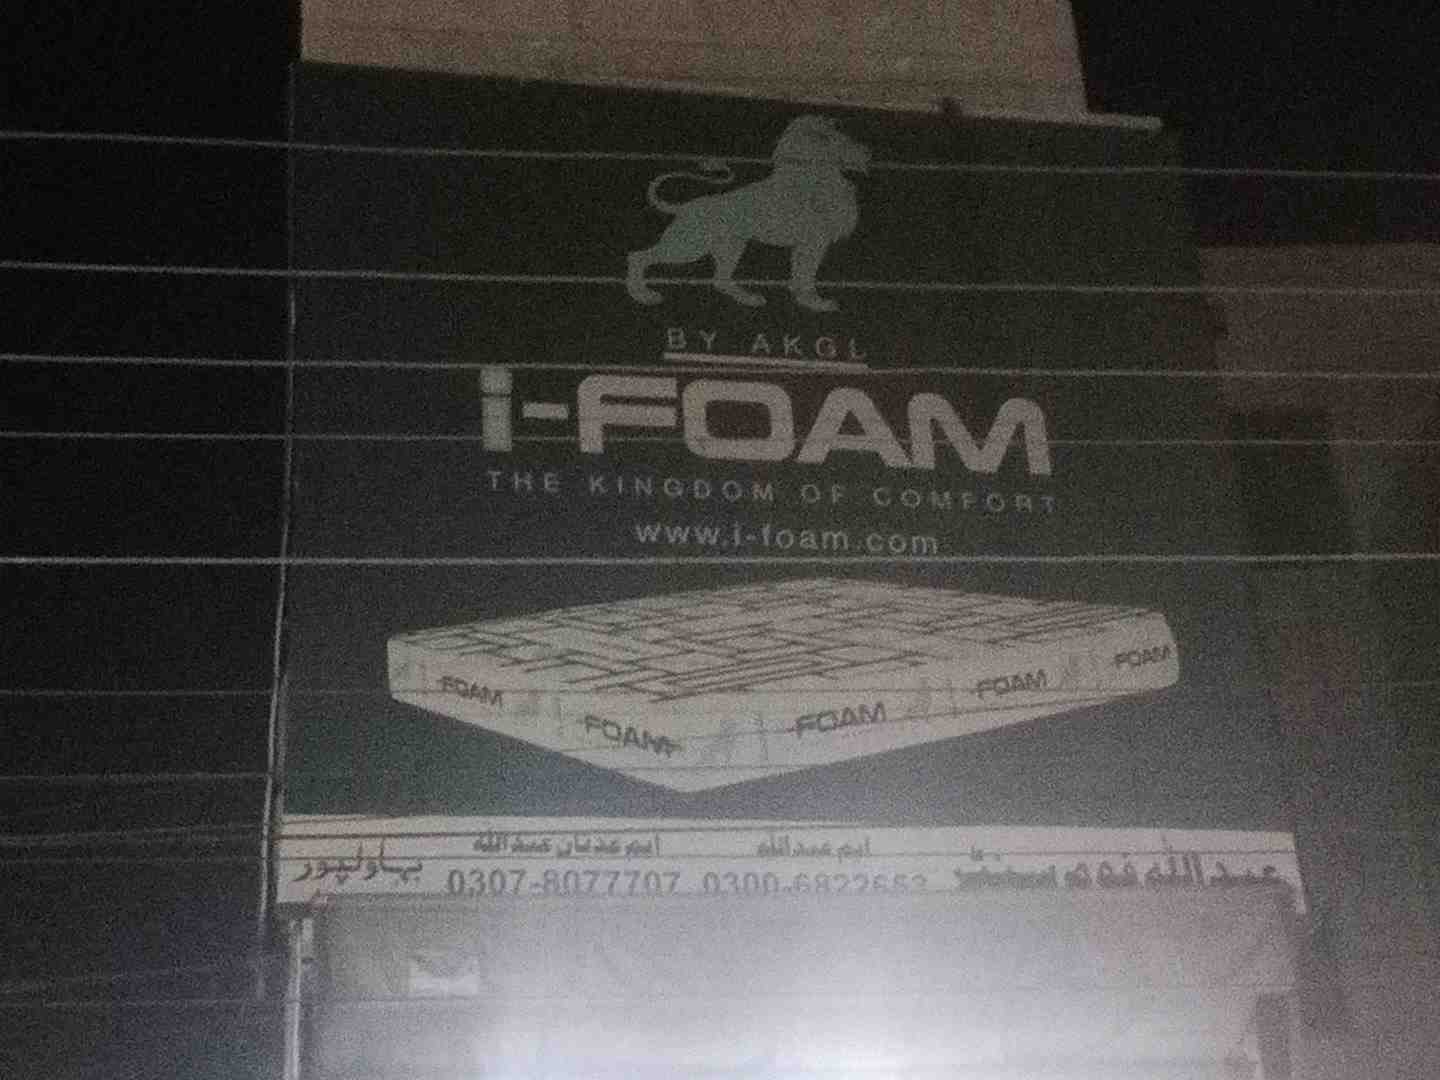 BY AKGL
i-FOAM
THE KINGDOM OF COMFORT
www.i-foam.com
FOAM FOAM FOAM FOAM FOAM
ایم عدنان عبداللہ ایم عبداللہ
عبداللہ فوم سنٹر 0300-6822653 0307-8077707 بہاولپور